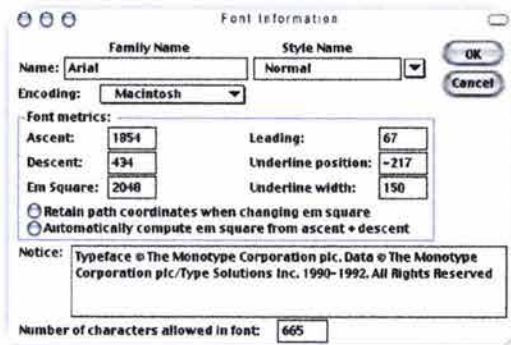 Font Information
Family Name Style Name
Name: Arial Normal OK
Encoding: Macintosh Cancel
Font metrics:
Ascent: 1854 Leading: 67
Descent: 434 Underline position: -217
Em Square: 2048 Underline width: 150
Retain path coordinates when changing em square
Automatically compute em square from ascent + descent
Notice: Typeface © The Monotype Corporation plc. Data © The Monotype
Corporation plc/Type Solutions Inc. 1990-1992. All Rights Reserved
Number of characters allowed in font: 665